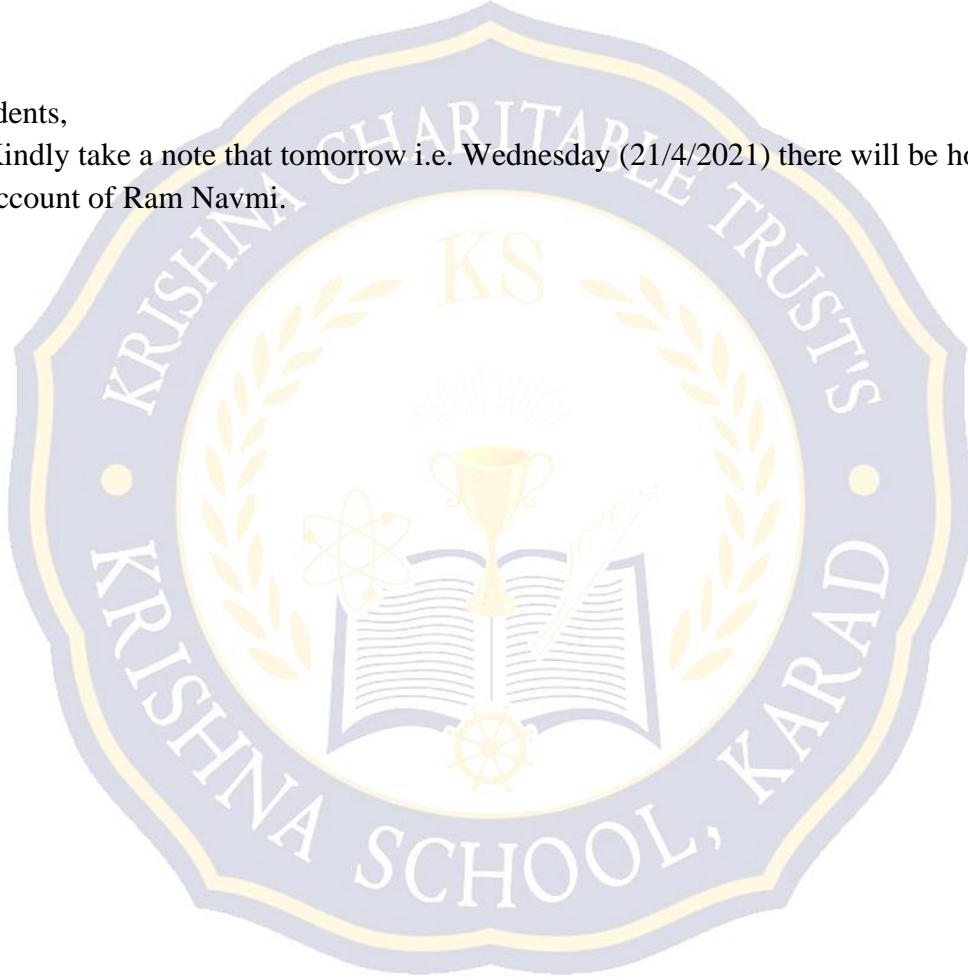 dents,
Kindly take a note that tomorrow i.e. Wednesday (21/4/2021) there will be ho
ccount of Ram Navmi.
KRISHNA CHARITABLE TRUST'S
KS
KRISHNA SCHOOL, KARAD